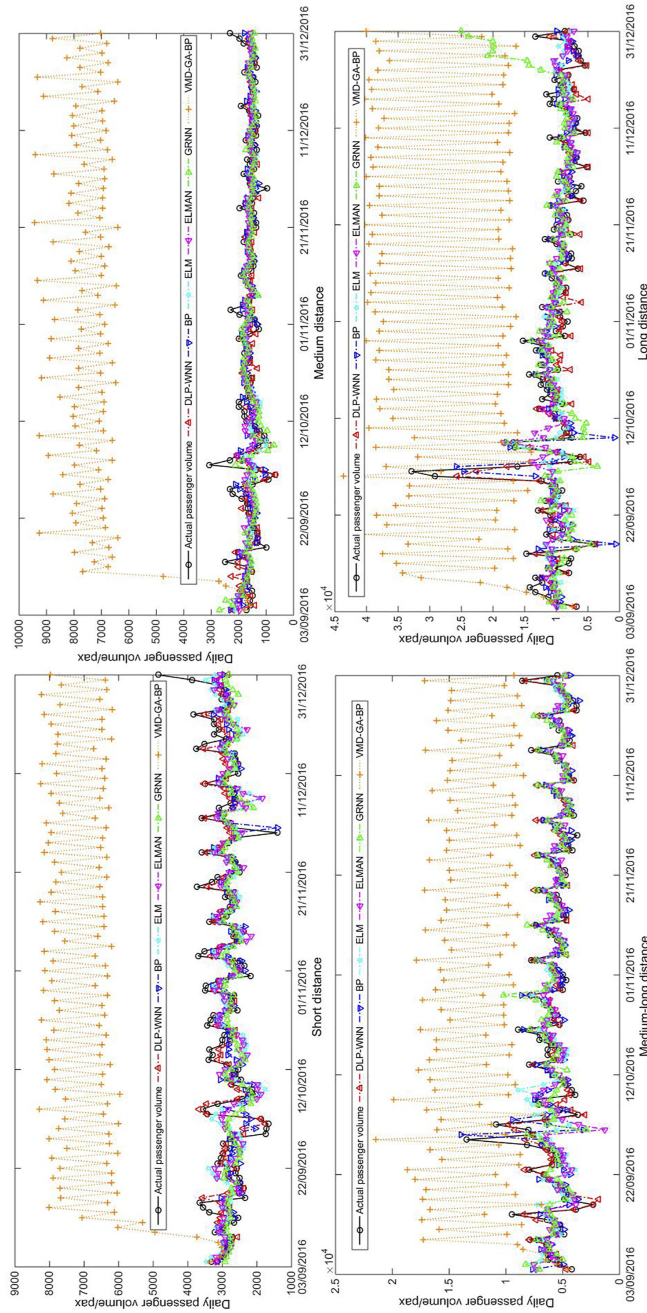 9000
8000
7000
6000
5000
4000
3000
2000
1000
Daily passenger volume/pax
Actual passenger volume DLP-WNN BP ELM ELMAN GRNN VMD-GA-BP
03/09/2016 22/09/2016 12/10/2016 01/11/2016 21/11/2016 11/12/2016 31/12/2016
Short distance
10000
9000
8000
7000
6000
5000
4000
3000
2000
1000
0
Daily passenger volume/pax
Actual passenger volume DLP-WNN BP ELM ELMAN GRNN VMD-GA-BP
03/09/2016 22/09/2016 12/10/2016 01/11/2016 21/11/2016 11/12/2016 31/12/2016
Medium distance
×10⁴
2.5
2
1.5
1
0.5
0
Daily passenger volume/pax
Actual passenger volume DLP-WNN BP ELM ELMAN GRNN VMD-GA-BP
03/09/2016 22/09/2016 12/10/2016 01/11/2016 21/11/2016 11/12/2016 31/12/2016
Medium-long distance
×10⁴
4.5
4
3.5
3
2.5
2
1.5
1
0.5
0
Daily passenger volume/pax
Actual passenger volume DLP-WNN BP ELM ELMAN GRNN VMD-GA-BP
03/09/2016 22/09/2016 12/10/2016 01/11/2016 21/11/2016 11/12/2016 31/12/2016
Long distance